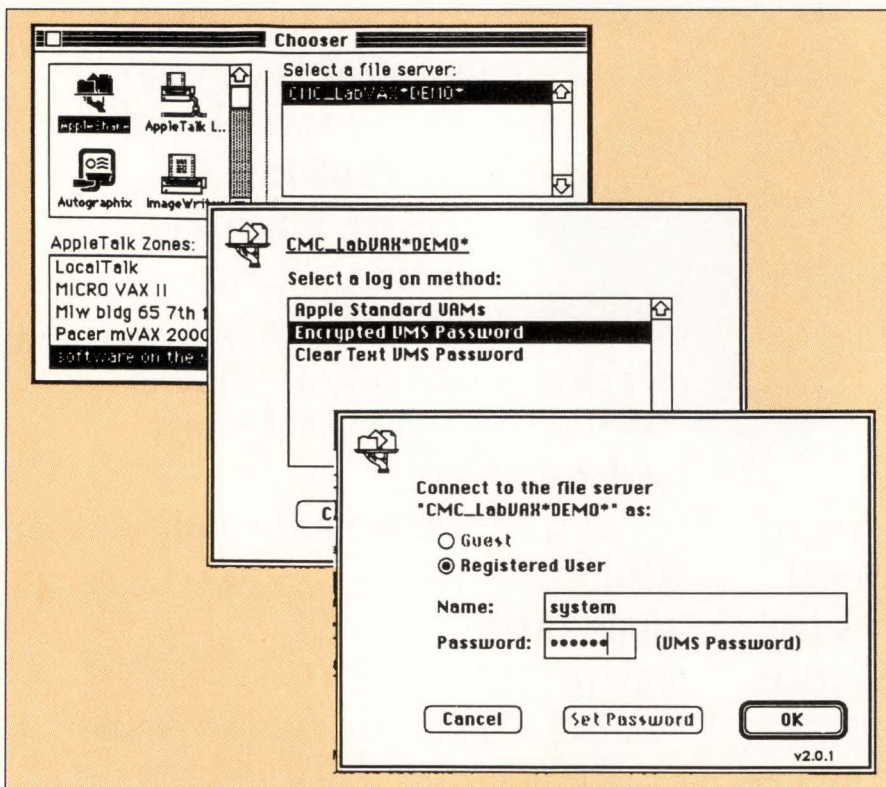 Chooser
Select a file server:
CMC_LabVAX*DEMO*
AppleShare
AppleTalk L..
Autographix
ImageWriter
AppleTalk Zones:
LocalTalk
MICRO VAX II
Mlw bldg 65 7th
Pacer mVAX 2000
software on the
CMC_LabVAX*DEMO*
Select a log on method:
Apple Standard UAMs
Encrypted VMS Password
Clear Text VMS Password
C
Connect to the file server
"CMC_LabVAX*DEMO*" as:
Guest
Registered User
Name: system
Password: •••••• (VMS Password)
Cancel
Set Password
OK
v2.0.1